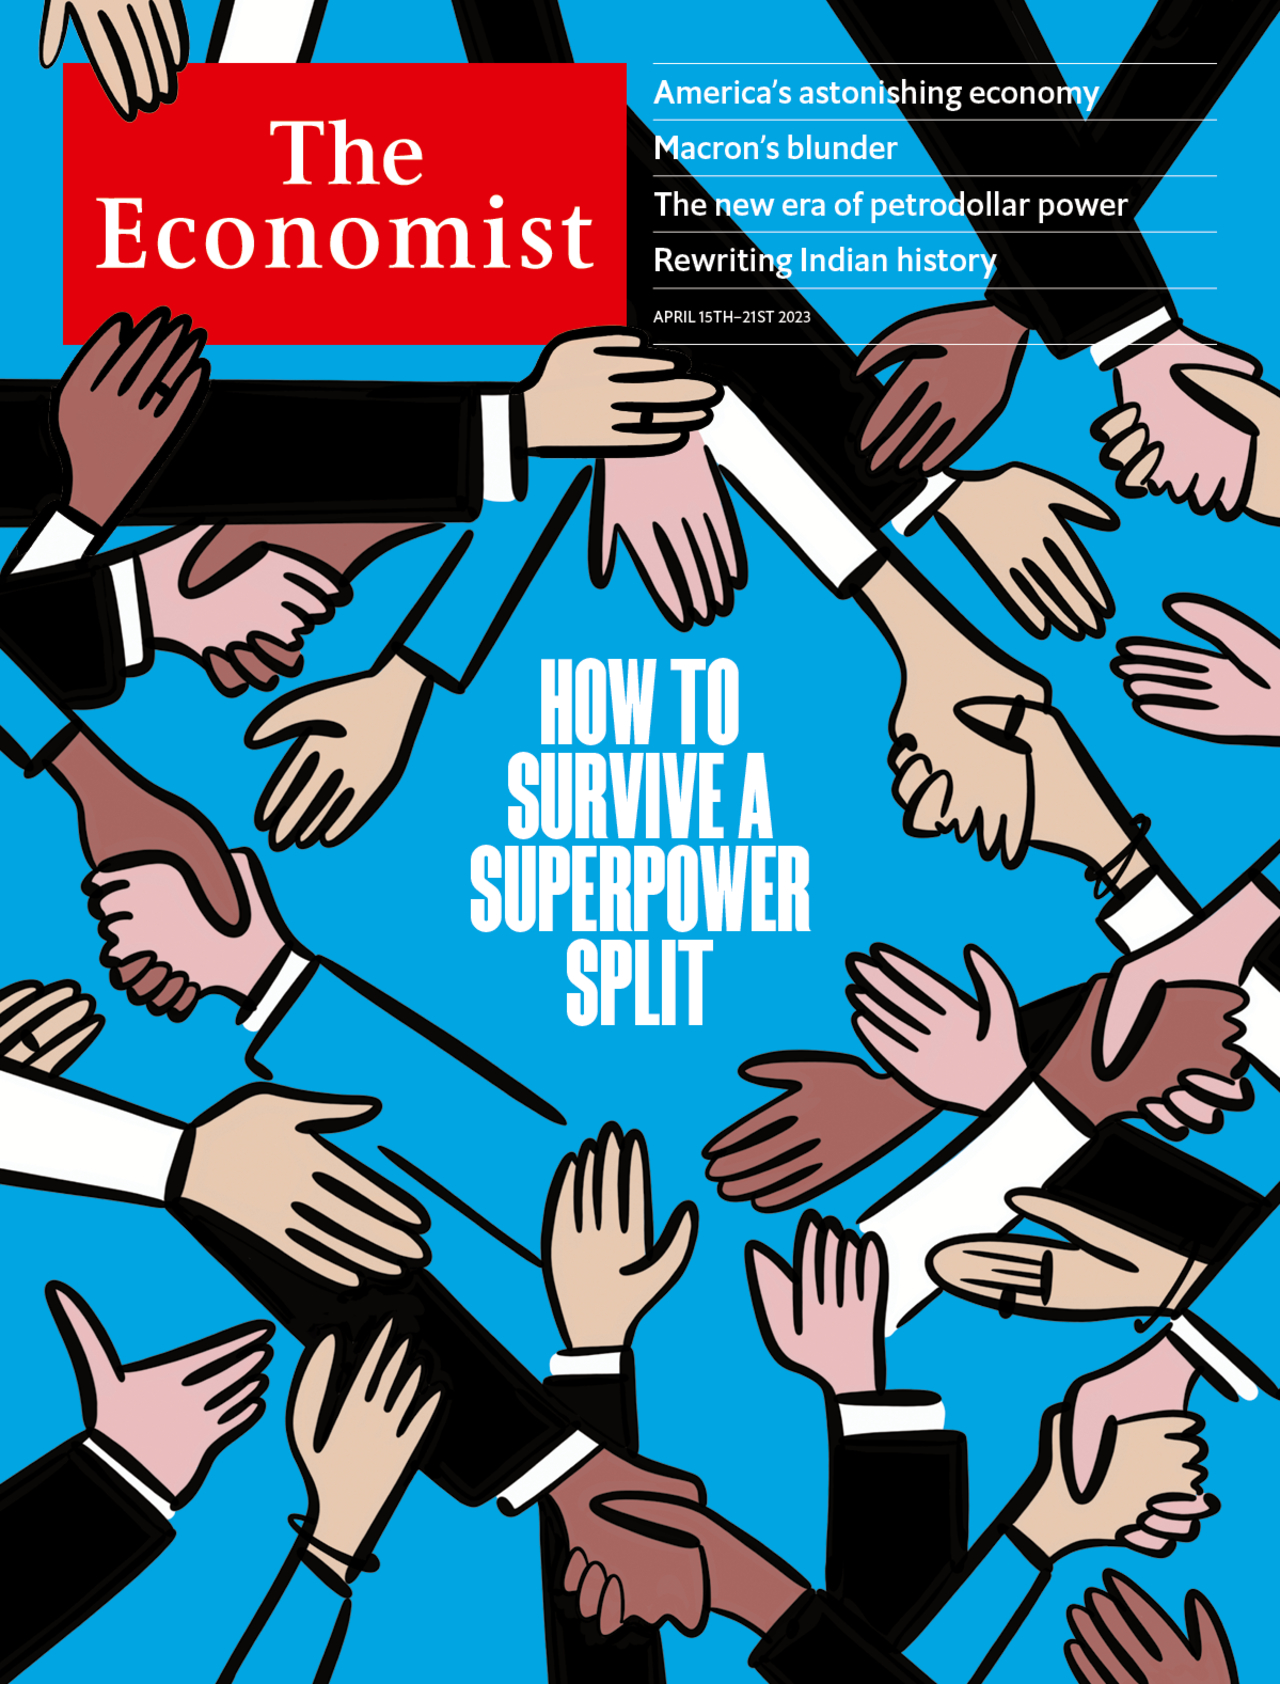 The
Economist
America’s astonishing economy
Macron’s blunder
The new era of petrodollar power
Rewriting Indian history
APRIL 15TH–21ST 2023
HOW TO
SURVIVE A
SUPERPOWER
SPLIT